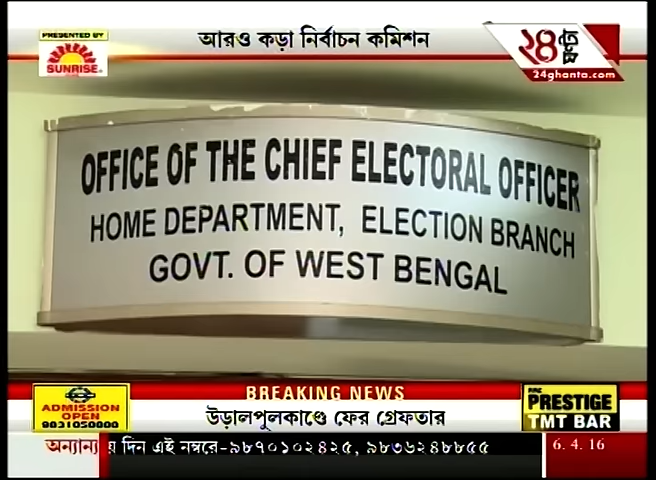 PRESENTED BY
SUNRISE
আরও কড়া নির্বাচন কমিশন
২৪ ঘণ্টা
24ghanta.com
OFFICE OF THE CHIEF ELECTORAL OFFICER
HOME DEPARTMENT, ELECTION BRANCH
GOVT. OF WEST BENGAL
ADMISSION
OPEN
9831050000
BREAKING NEWS
উড়ালপুলকাণ্ডে ফের গ্রেফতার
PRESTIGE
TMT BAR
অন্যান্য
য় দিন এই নম্বরে-৯৮৭০১০২৪২৫, ৯৮৩৬২৪৮৮৫৫
6. 4. 16